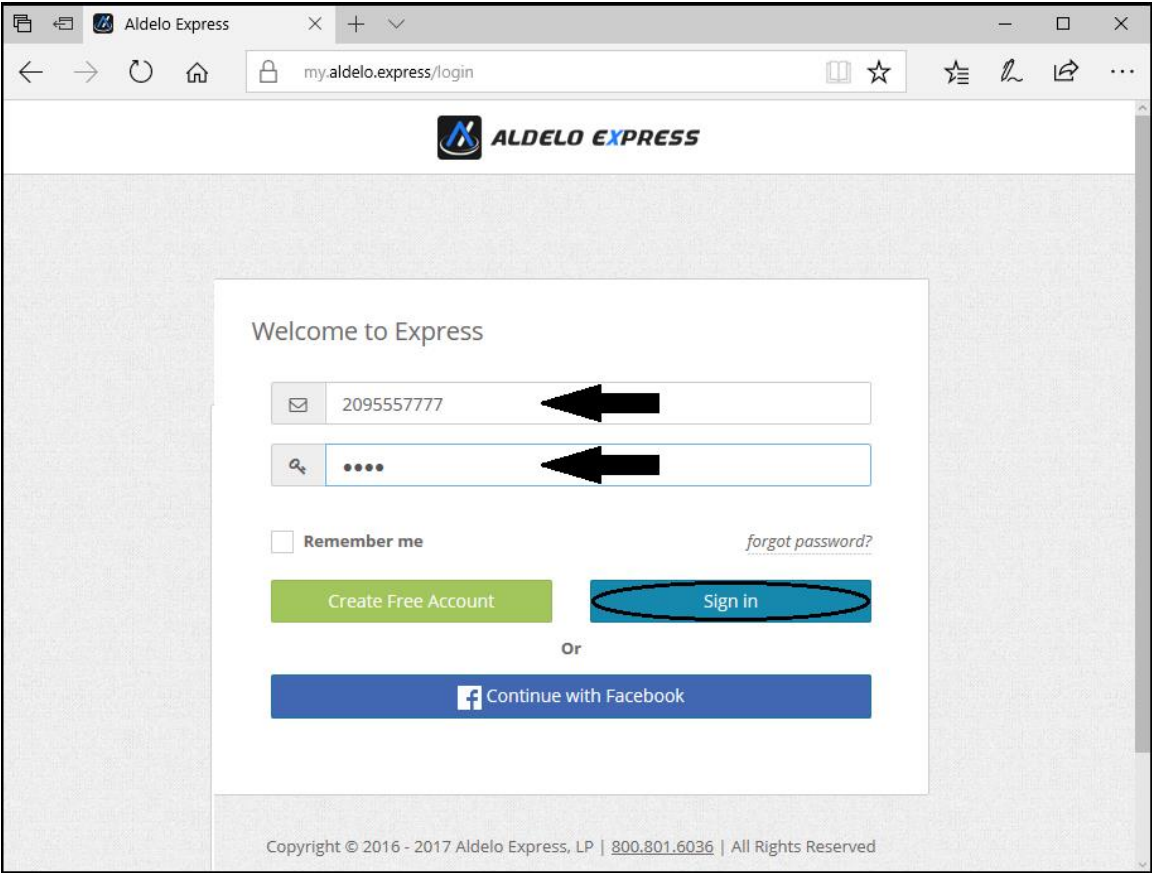 Aldelo Express
my.aldelo.express/login
ALDELO EXPRESS
Welcome to Express
2095557777
••••
Remember me forgot password?
Create Free Account Sign in
Or
Continue with Facebook
Copyright © 2016 - 2017 Aldelo Express, LP | 800.801.6036 | All Rights Reserved